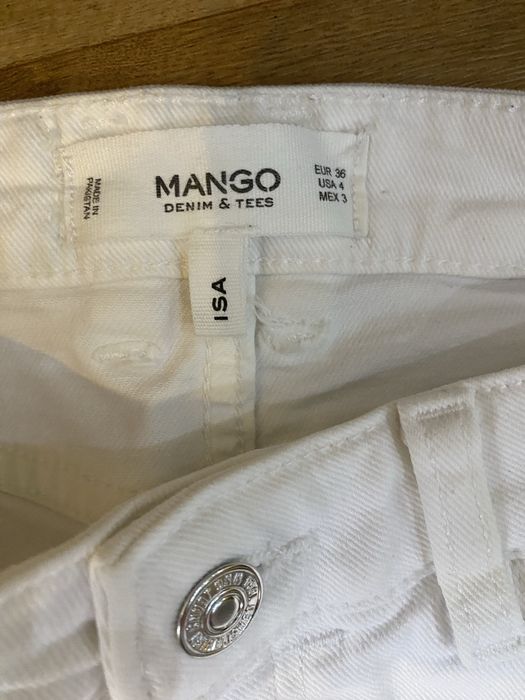 MADE IN
PAKISTAN
MANGO
DENIM & TEES
EUR 36
USA 4
MEX 3
ISA